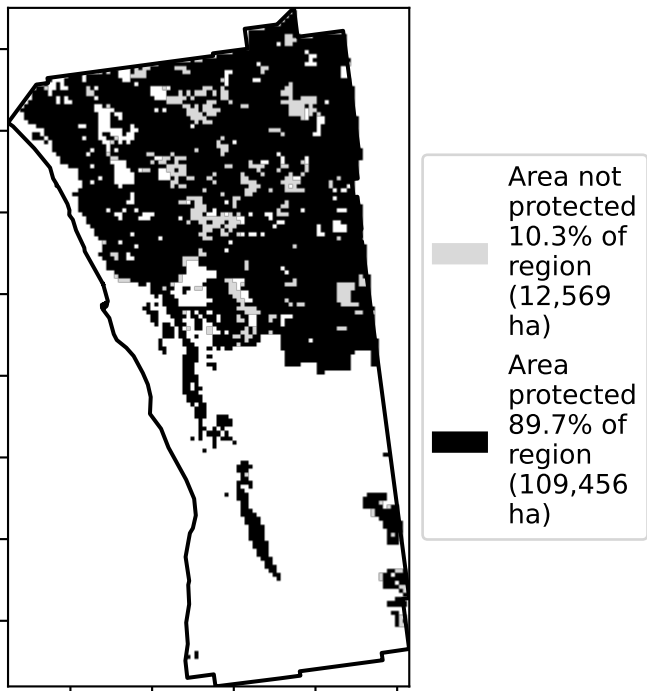 Area not
protected
10.3% of
region
(12,569
ha)
Area
protected
89.7% of
region
(109,456
ha)